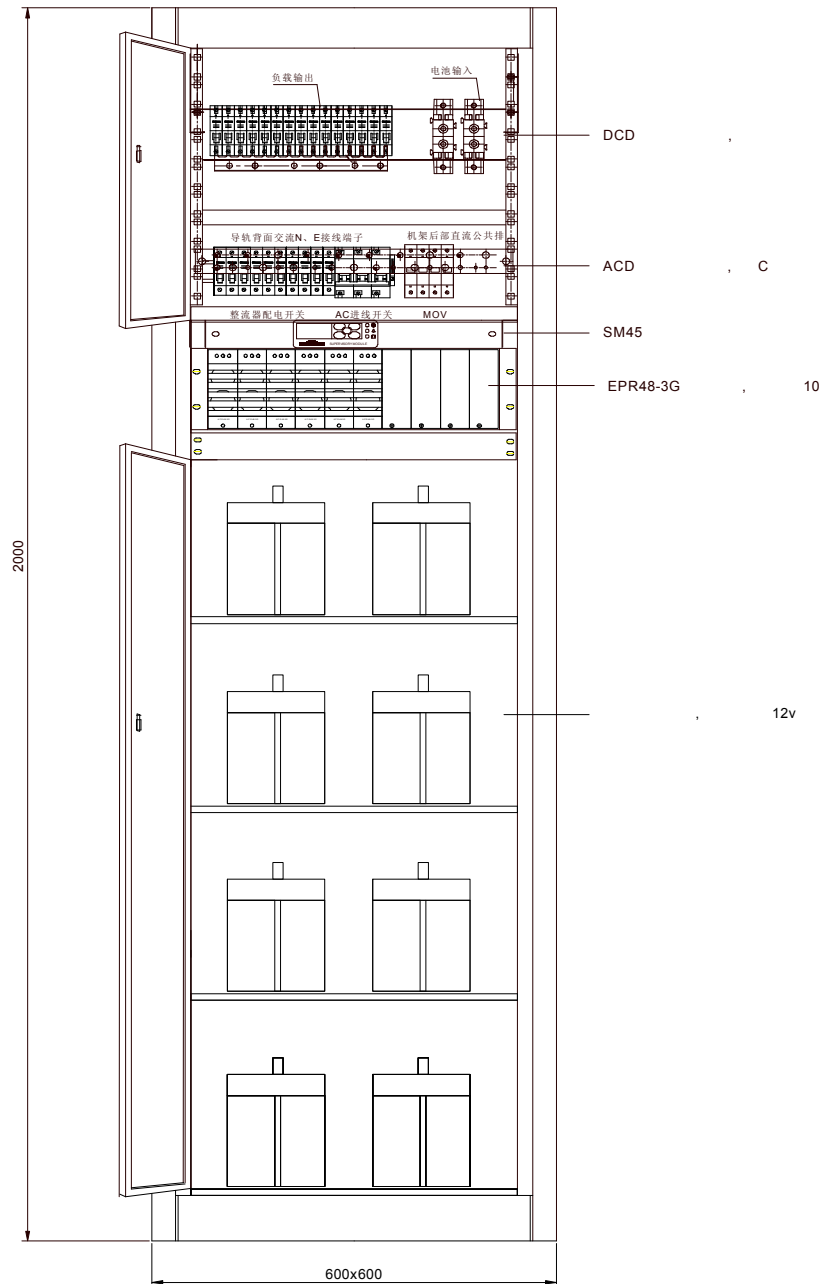 负载输出
电池输入
DCD ,
导轨背面交流N、E接线端子
机架后部直流公共排
ACD , C
整流器配电开关 AC进线开关 MOV
SM45
EPR48-3G , 10
2000
, 12v
600x600